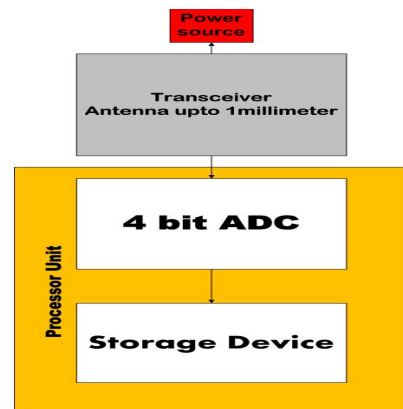 Power
source
Transceiver
Antenna upto 1millimeter
4 bit ADC
Processor Unit
Storage Device